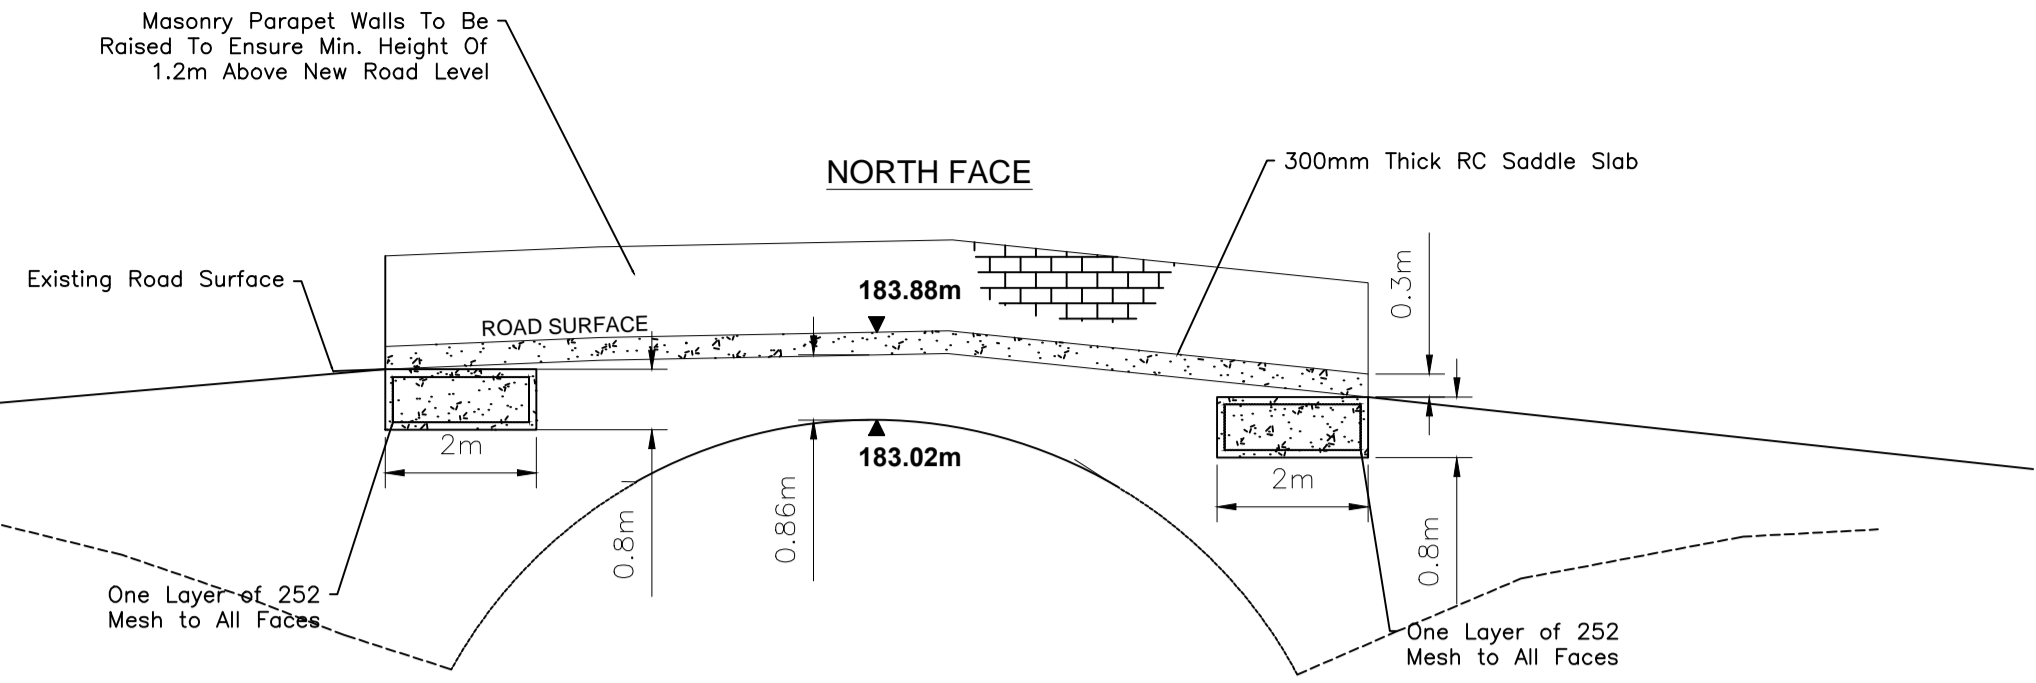 Masonry Parapet Walls To Be
Raised To Ensure Min. Height Of
1.2m Above New Road Level
NORTH FACE
300mm Thick RC Saddle Slab
Existing Road Surface
0.3m
183.88m
ROAD SURFACE
2m
183.02m
2m
0.8m
0.86m
0.8m
One Layer of 252
Mesh to All Faces
One Layer of 252
Mesh to All Faces